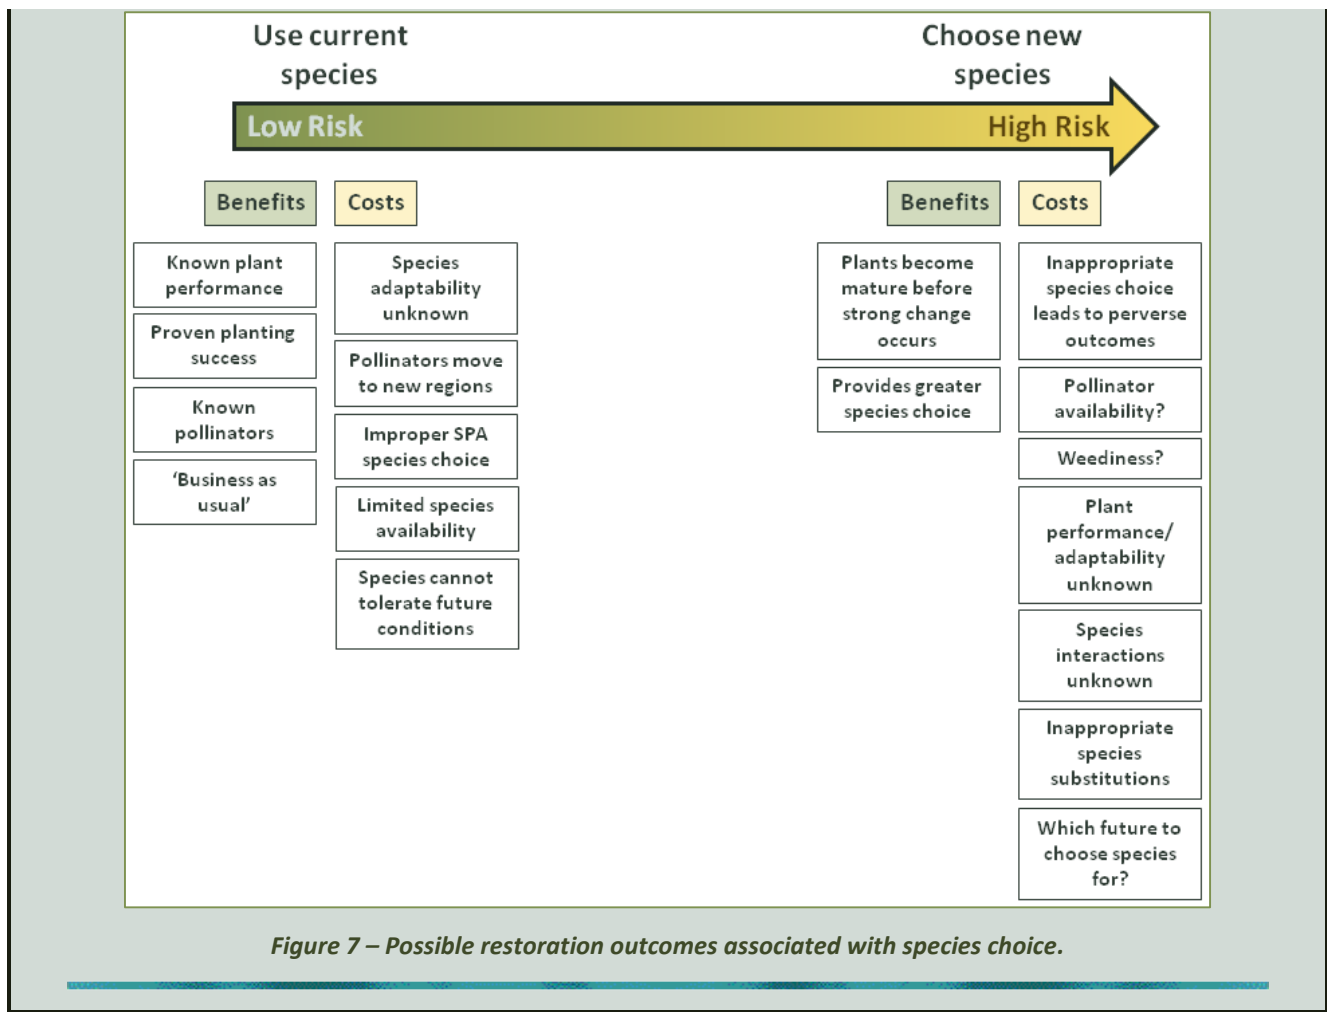 Use current
species
Choose new
species
Low Risk
High Risk
Benefits
Costs
Known plant
performance
Proven planting
success
Known
pollinators
‘Business as
usual’
Species
adaptability
unknown
Pollinators move
to new regions
Improper SPA
species choice
Limited species
availability
Species cannot
tolerate future
conditions
Benefits
Costs
Plants become
mature before
strong change
occurs
Provides greater
species choice
Inappropriate
species choice
leads to perverse
outcomes
Pollinator
availability?
Weediness?
Plant
performance/
adaptability
unknown
Species
interactions
unknown
Inappropriate
species
substitutions
Which future to
choose species
for?
Figure 7 – Possible restoration outcomes associated with species choice.